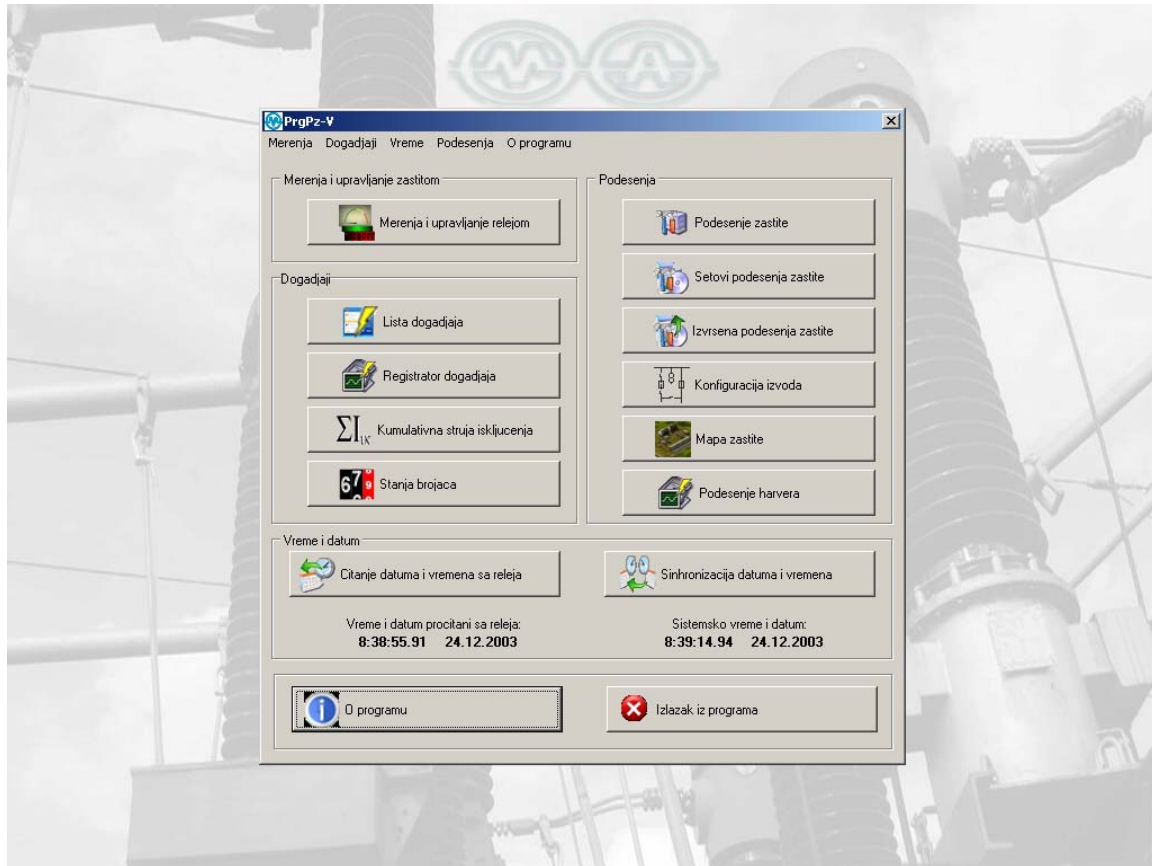 M A
PrgPz-V
Merenja Dogadjaji Vreme Podesenja O programu
Merenja i upravljanje zastitom
Merenja i upravljanje relejom
Dogadjaji
Lista dogadjaja
Registrator dogadjaja
ΣIıK Kumulativna struja iskljucenja
67 9 Stanja brojaca
Podesenja
Podesenje zastite
Setovi podesenja zastite
Izvrsena podesenja zastite
Konfiguracija izvoda
Mapa zastite
Podesenje harvera
Vreme i datum
Citanje datuma i vremena sa releja
Sinhronizacija datuma i vremena
Vreme i datum procitani sa releja:
8:38:55.91 24.12.2003
Sistemsko vreme i datum:
8:39:14.94 24.12.2003
O programu
Izlazak iz programa